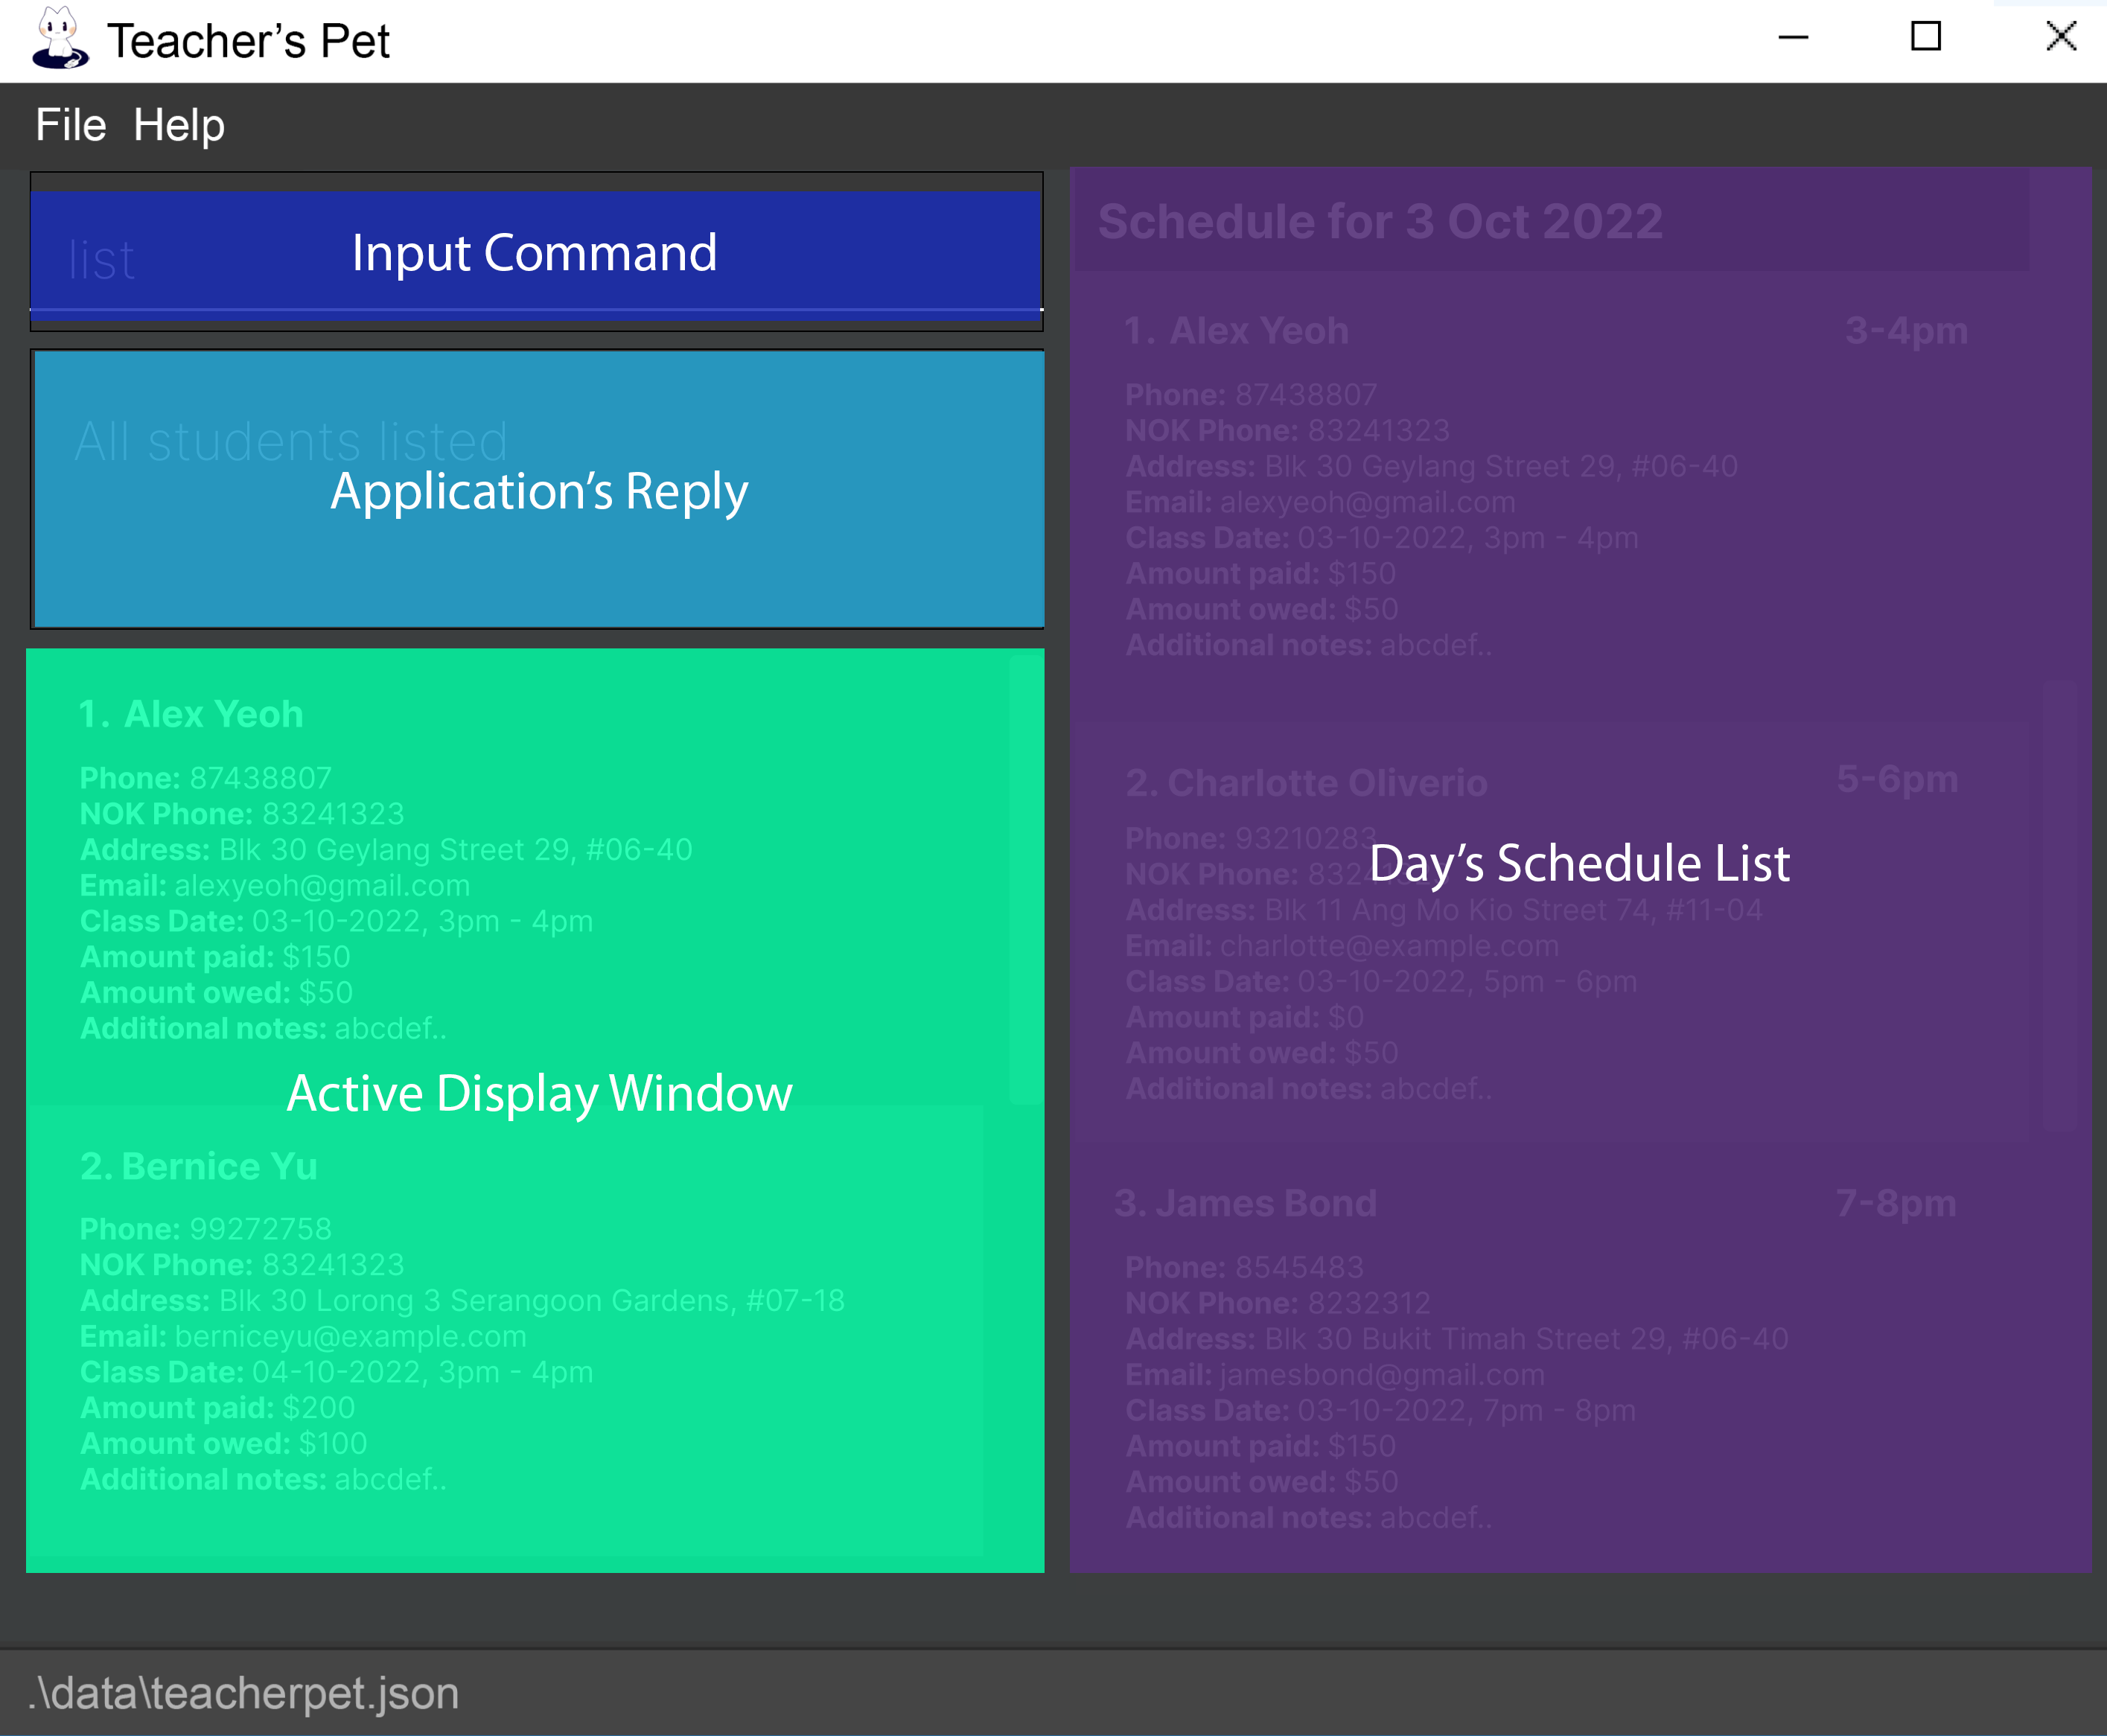 Teacher's Pet
File Help
list
Input Command
All students listed
Application's Reply
1. Alex Yeoh
Phone: 87438807
NOK Phone: 83241323
Address: Blk 30 Geylang Street 29, #06-40
Email: alexyeoh@gmail.com
Class Date: 03-10-2022, 3pm - 4pm
Amount paid: $150
Amount owed: $50
Additional notes: abcdef..
Active Display Window
2. Bernice Yu
Phone: 99272758
NOK Phone: 83241323
Address: Blk 30 Lorong 3 Serangoon Gardens, #07-18
Email: berniceyu@example.com
Class Date: 04-10-2022, 3pm - 4pm
Amount paid: $200
Amount owed: $100
Additional notes: abcdef..
Schedule for 3 Oct 2022
1. Alex Yeoh 3-4pm
Phone: 87438807
NOK Phone: 83241323
Address: Blk 30 Geylang Street 29, #06-40
Email: alexyeoh@gmail.com
Class Date: 03-10-2022, 3pm - 4pm
Amount paid: $150
Amount owed: $50
Additional notes: abcdef..
2. Charlotte Oliverio 5-6pm
Phone: 93210283
Day's Schedule List
NOK Phone:
Address: Blk 11 Ang Mo Kio Street 74, #11-04
Email: charlotte@example.com
Class Date: 03-10-2022, 5pm - 6pm
Amount paid: $0
Amount owed: $50
Additional notes: abcdef..
3. James Bond 7-8pm
Phone: 8545483
NOK Phone: 8232312
Address: Blk 30 Bukit Timah Street 29, #06-40
Email: jamesbond@gmail.com
Class Date: 03-10-2022, 7pm - 8pm
Amount paid: $150
Amount owed: $50
Additional notes: abcdef..
.\data\teacherpet.json